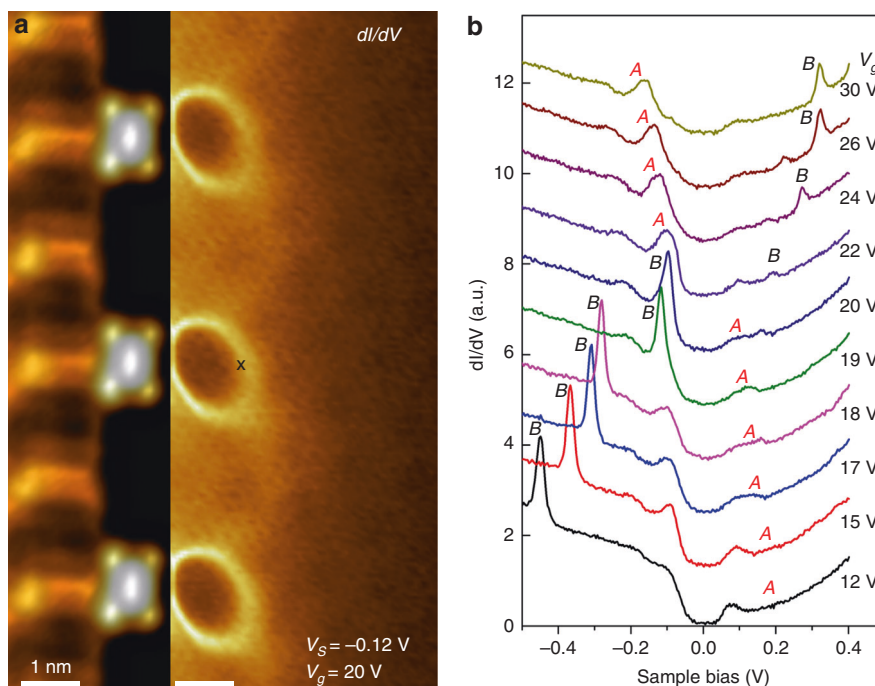 a
dI/dV
x
1 nm
V_S = –0.12 V
V_g = 20 V
b
dI/dV (a.u.)
12
10
8
6
4
2
0
–0.4
–0.2
0.0
0.2
0.4
Sample bias (V)
V_g
30 V
26 V
24 V
22 V
20 V
19 V
18 V
17 V
15 V
12 V
A
B
A
B
A
B
A
B
B
A
B
A
B
A
B
A
B
A
B
A